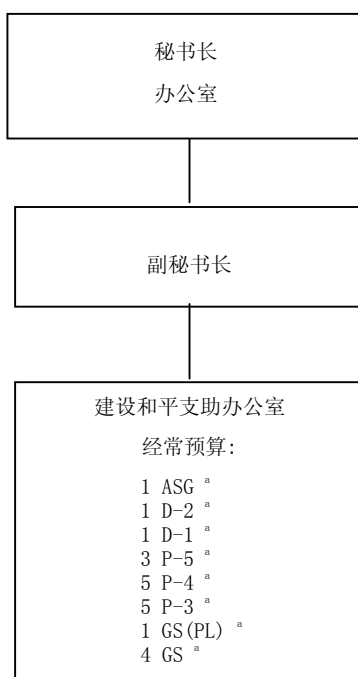 秘书长
办公室
副秘书长
建设和平支助办公室
经常预算:
1 ASG a
1 D-2 a
1 D-1 a
3 P-5 a
5 P-4 a
5 P-3 a
1 GS(PL) a
4 GS a